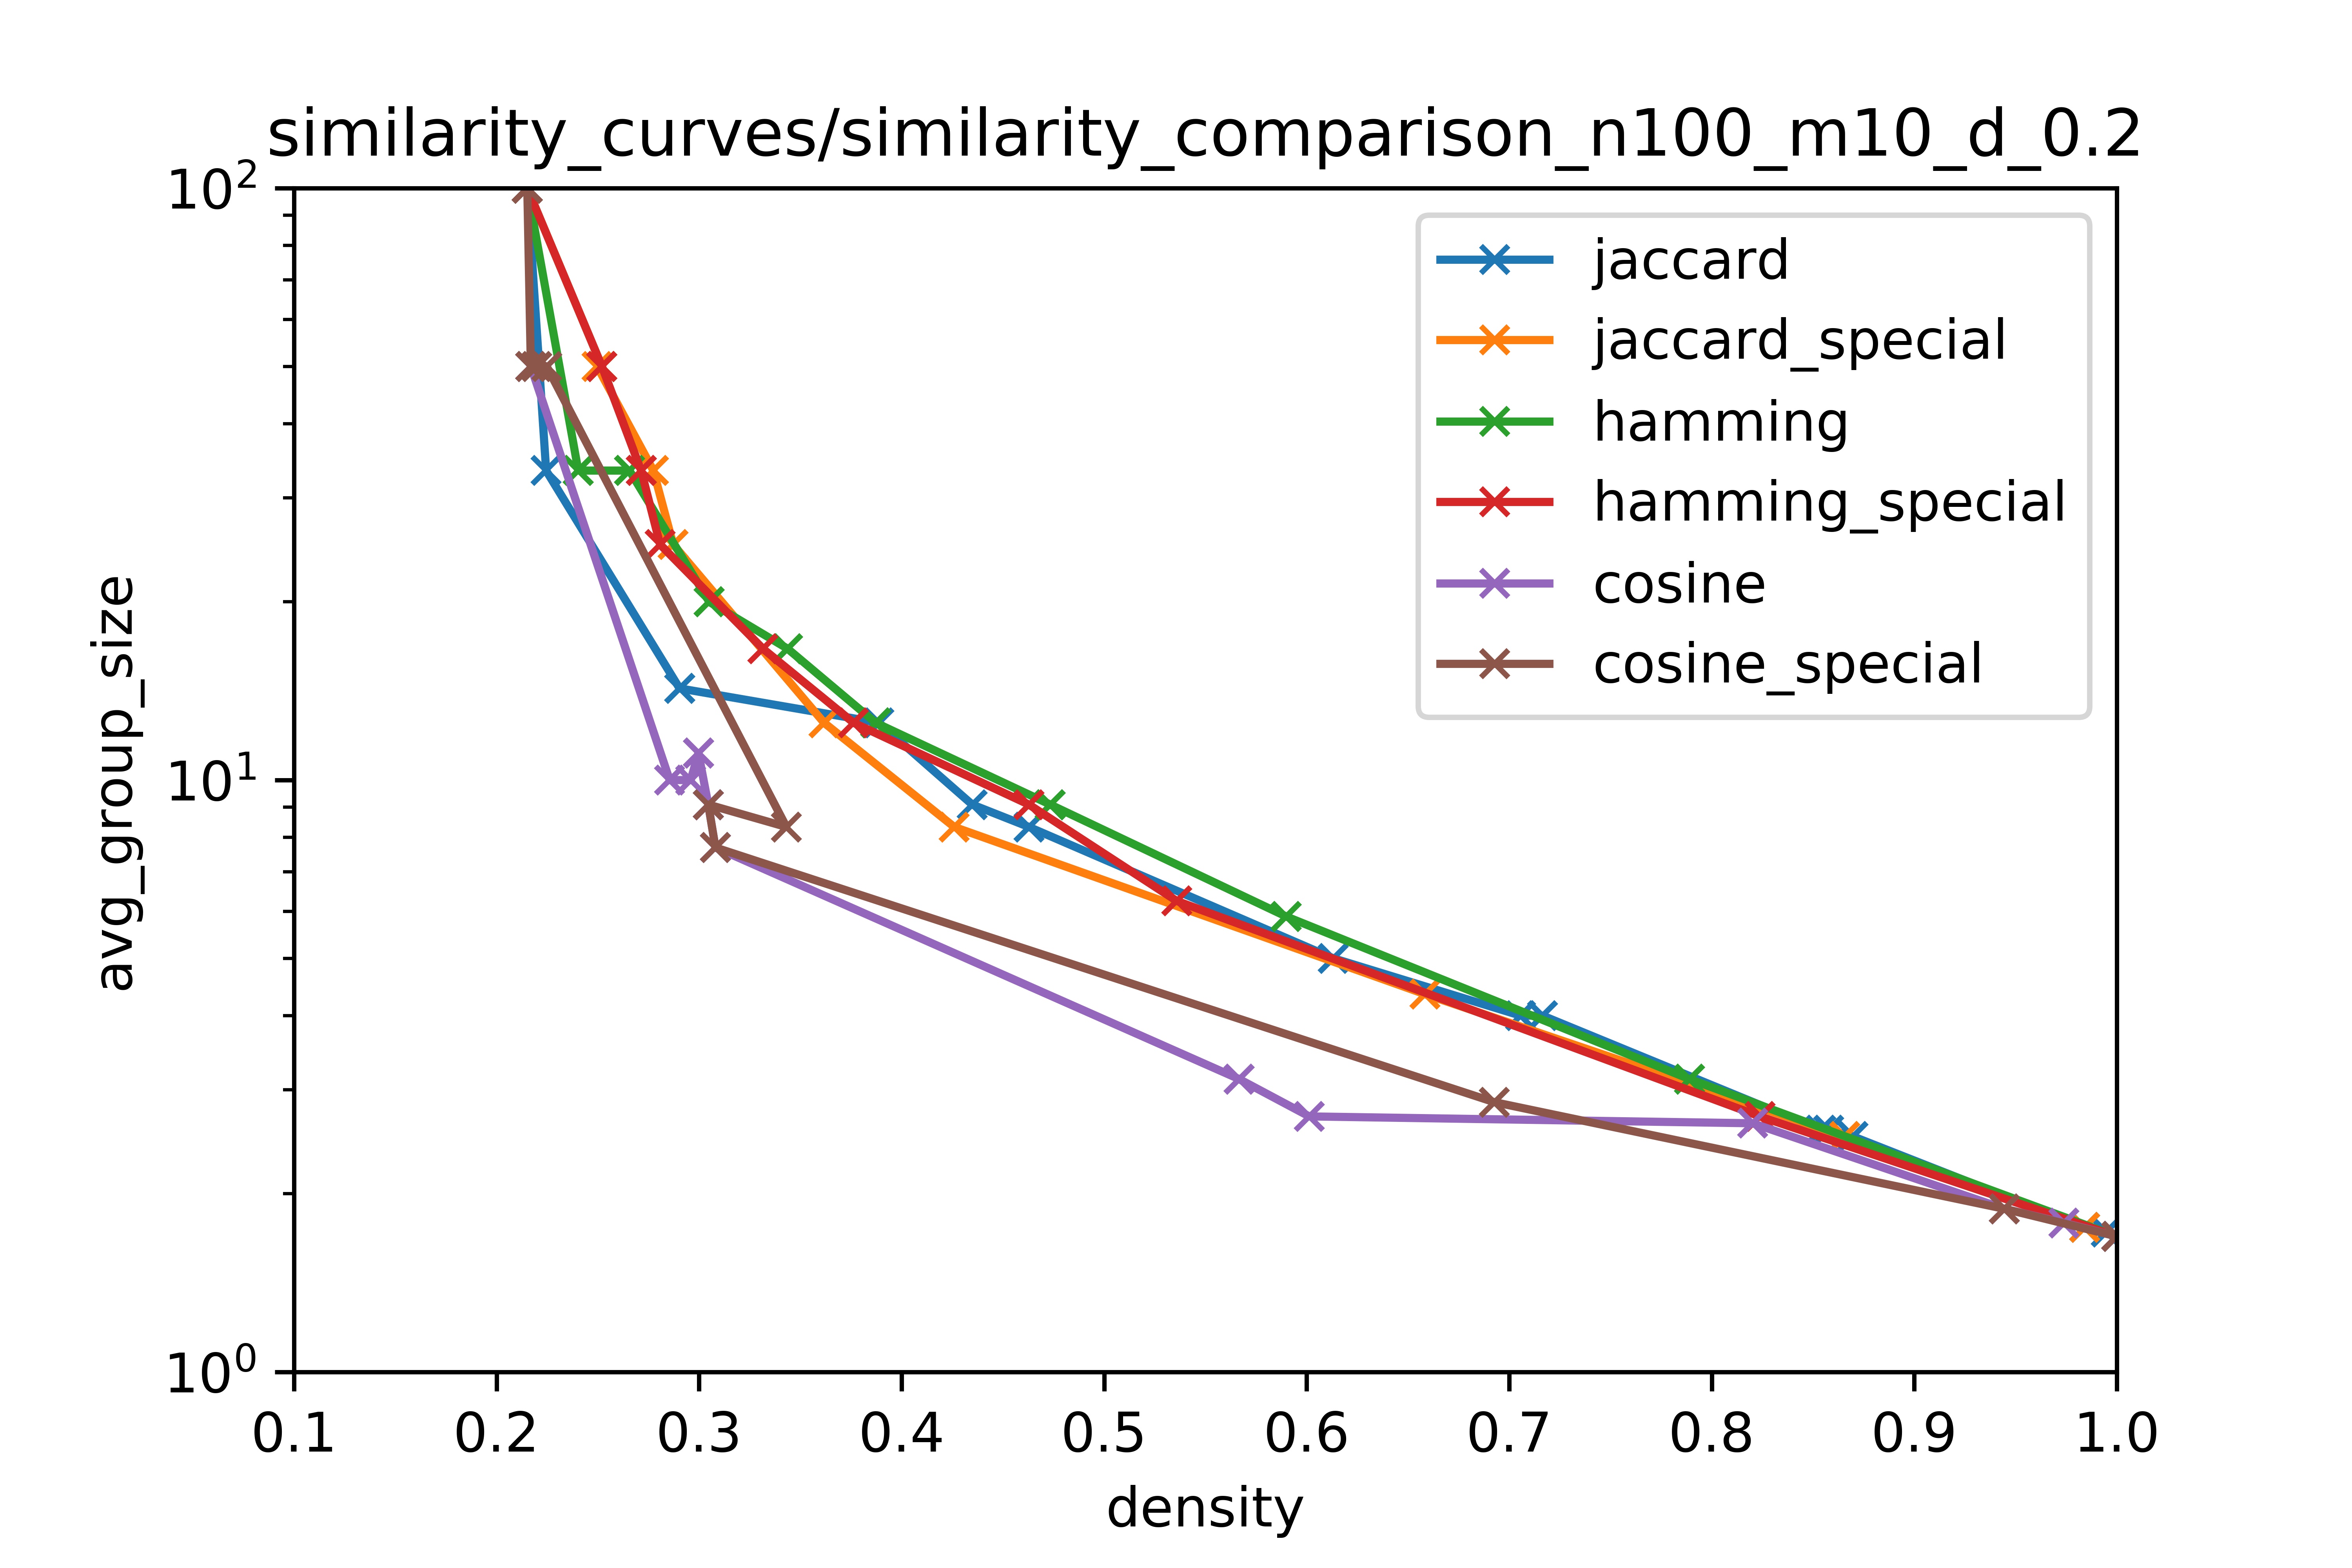 similarity_curves/similarity_comparison_n100_m10_d_0.2
10²
10¹
10⁰
avg_group_size
jaccard
jaccard_special
hamming
hamming_special
cosine
cosine_special
0.1 0.2 0.3 0.4 0.5 0.6 0.7 0.8 0.9 1.0
density